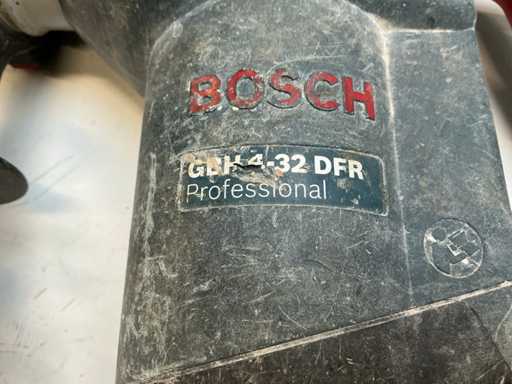 BOSCH
GBH 4-32 DFR
Professional